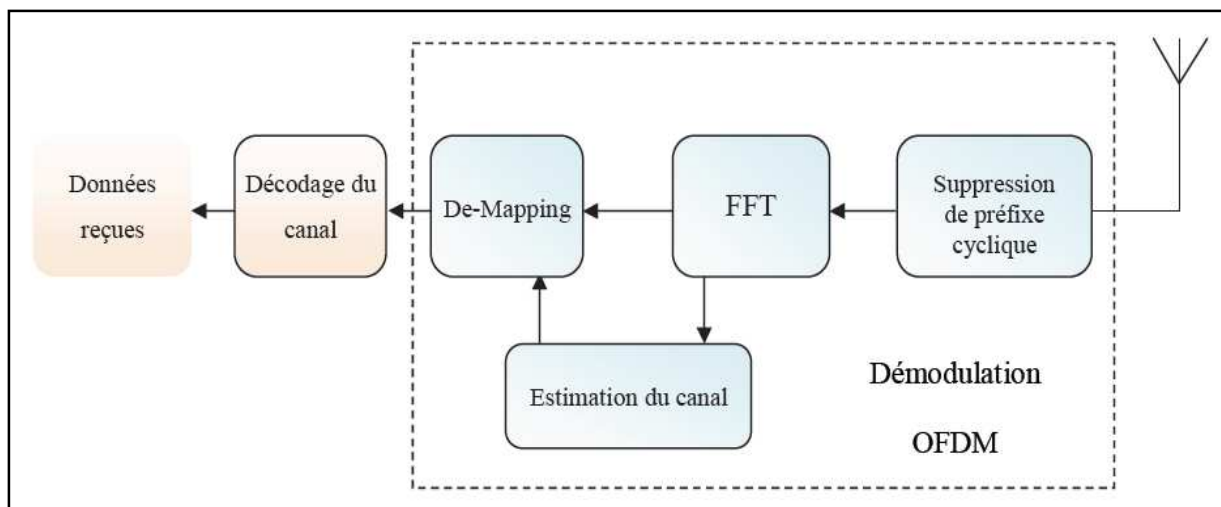 Données
reçues
Décodage du
canal
De-Mapping
FFT
Suppression
de préfixe
cyclique
Estimation du canal
Démodulation
OFDM